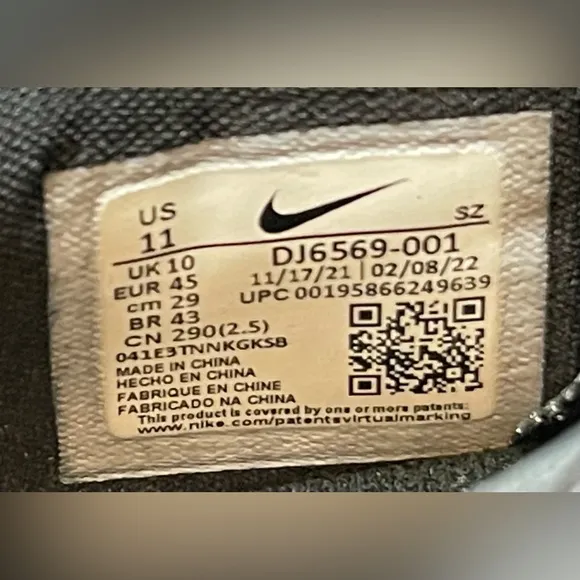 US
11
SZ
UK 10
EUR 45
cm 29
BR 43
CN 290(2.5)
DJ6569-001
11/17/21 | 02/08/22
UPC 00195866249639
041E3TNNKGKSB
MADE IN CHINA
HECHO EN CHINA
FABRIQUE EN CHINE
FABRICADO NA CHINA
This product is covered by one or more patents:
www.nike.com/patentsvirtualmarking